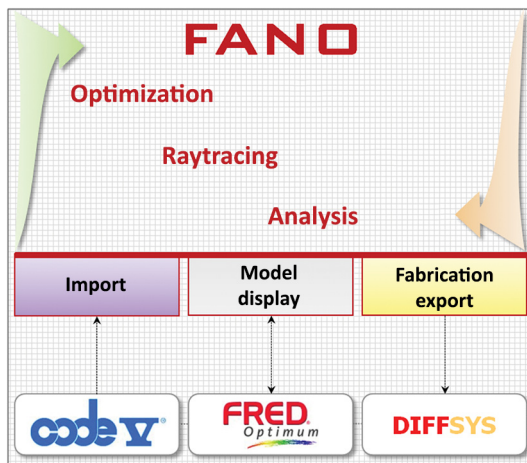 FANO
Optimization
Raytracing
Analysis
Import
Model
display
Fabrication
export
code V®
FRED®
Optimum
DIFFSYS